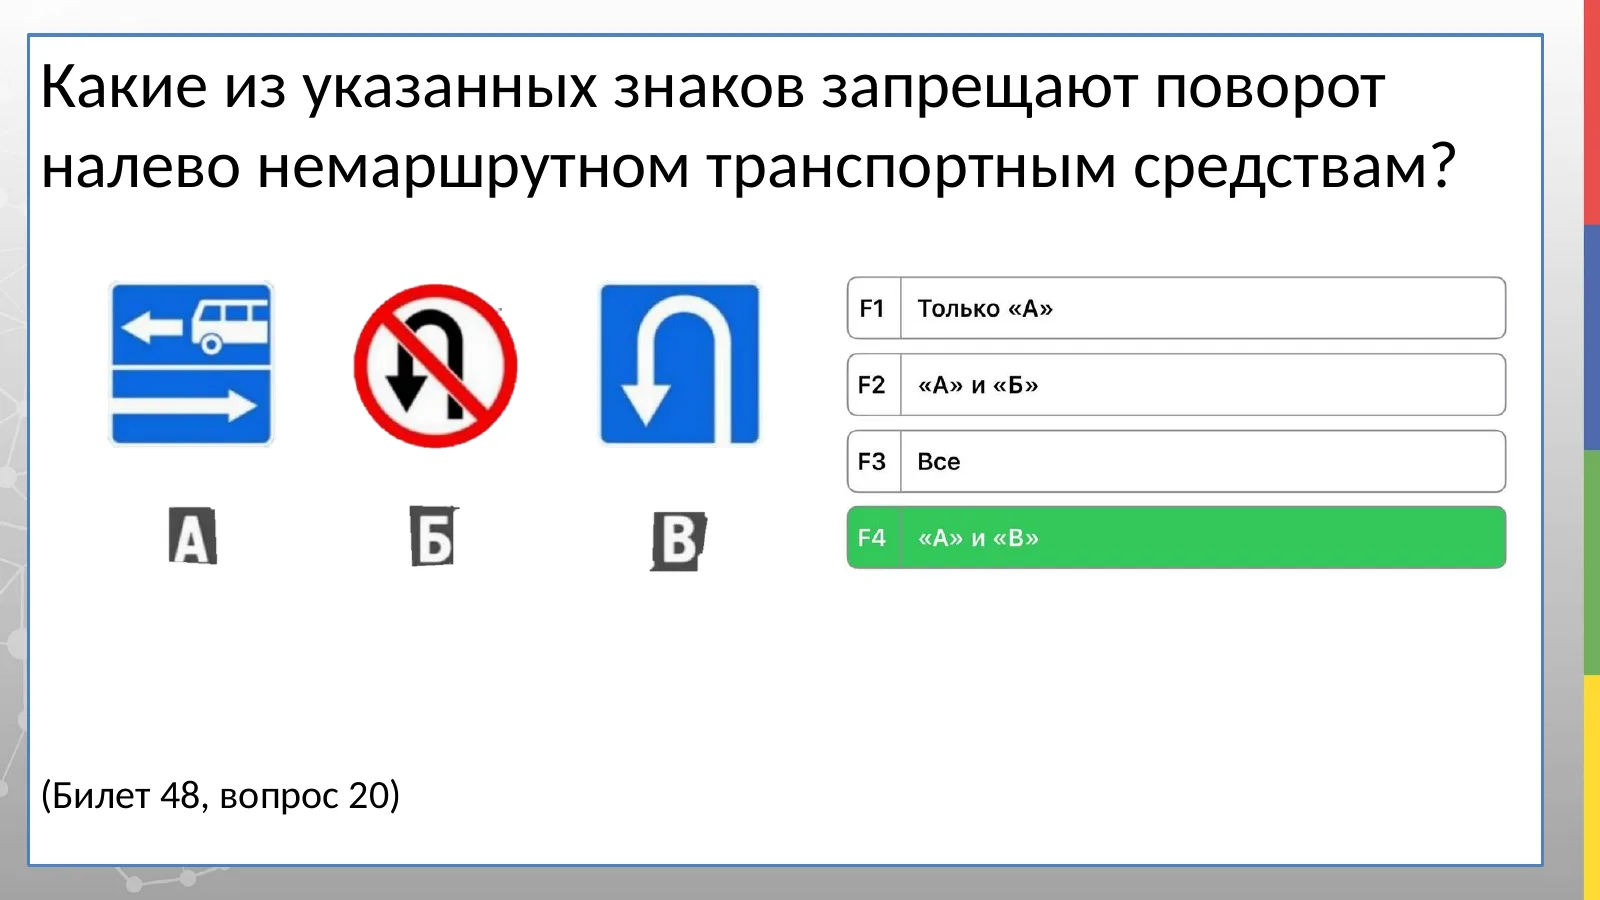 Какие из указанных знаков запрещают поворот
налево немаршрутном транспортным средствам?
F1 Только «А»
F2 «А» и «Б»
F3 Все
F4 «А» и «В»
А Б В
(Билет 48, вопрос 20)